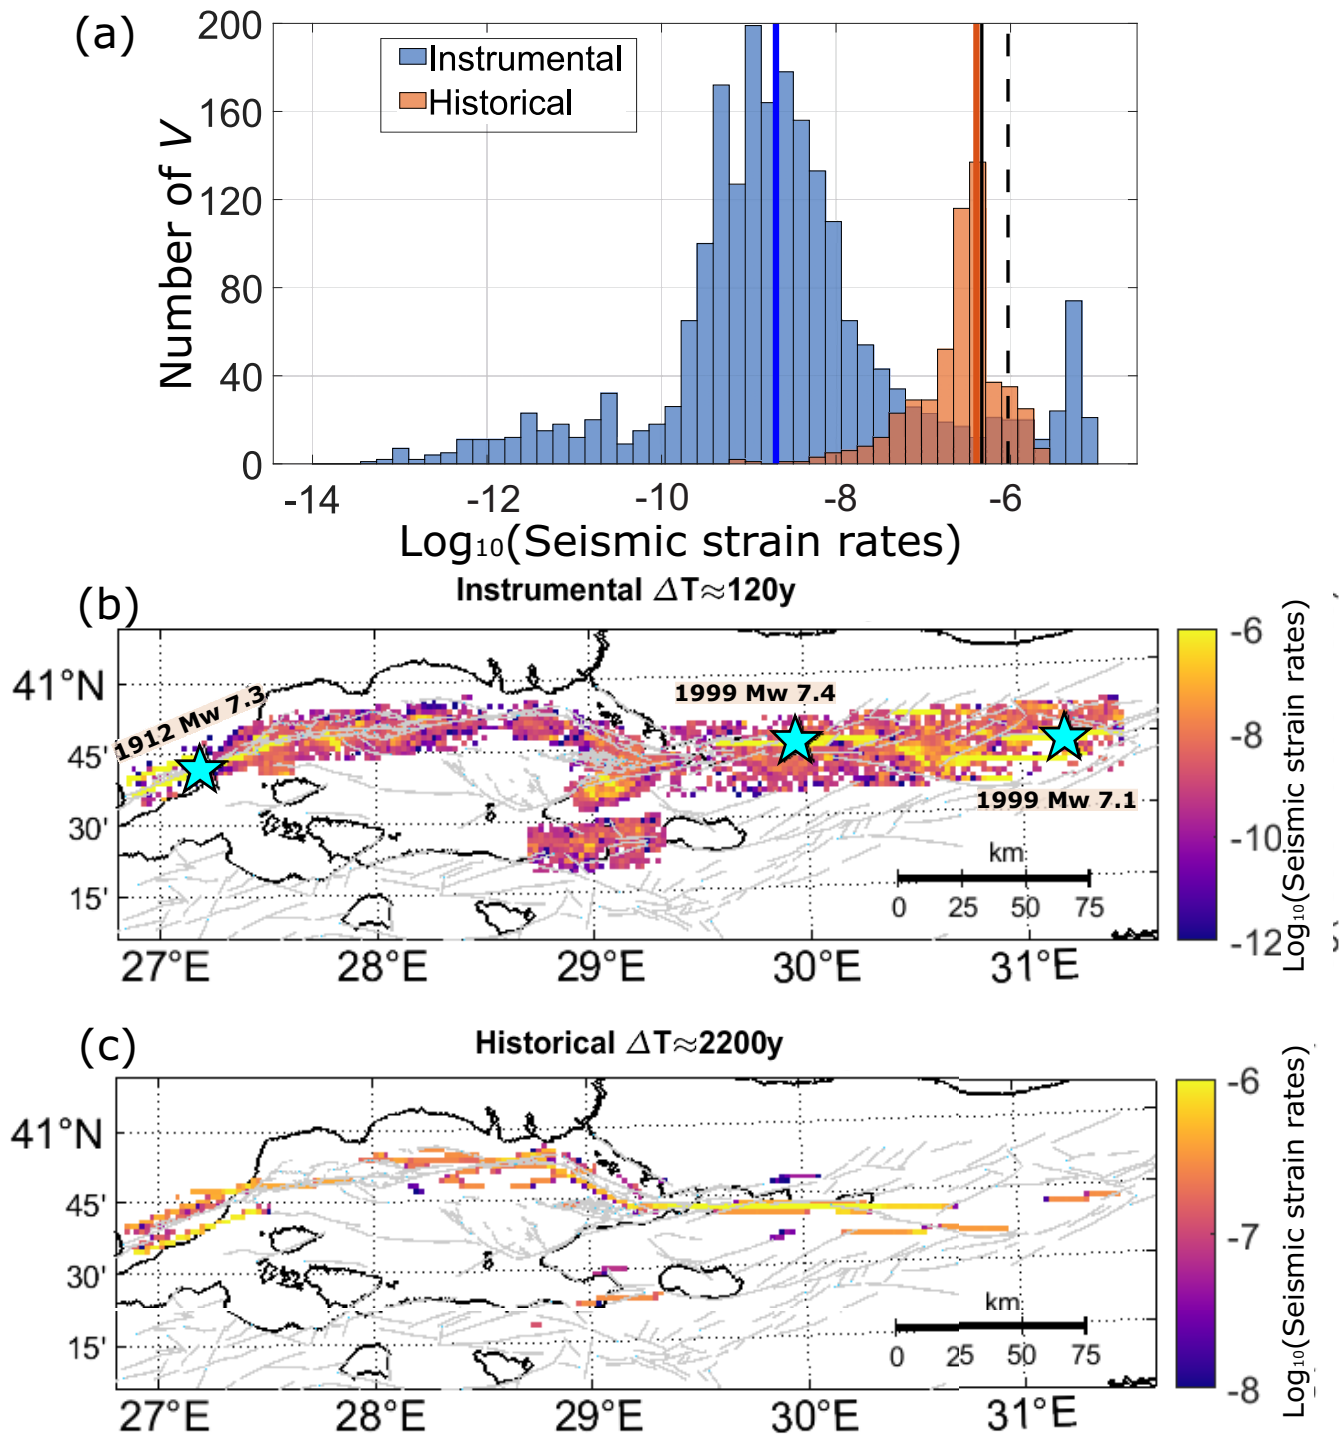 (a)
200
160
120
80
40
0
Number of V
Instrumental
Historical
-14
-12
-10
-8
-6
Log₁₀(Seismic strain rates)
(b)
Instrumental ΔT≈120y
41°N
45'
30'
15'
1912 Mw 7.3
1999 Mw 7.4
1999 Mw 7.1
km
0 25 50 75
27°E 28°E 29°E 30°E 31°E
-6
-8
-10
-12
Log₁₀(Seismic strain rates)
(c)
Historical ΔT≈2200y
41°N
45'
30'
15'
km
0 25 50 75
27°E 28°E 29°E 30°E 31°E
-6
-7
-8
Log₁₀(Seismic strain rates)